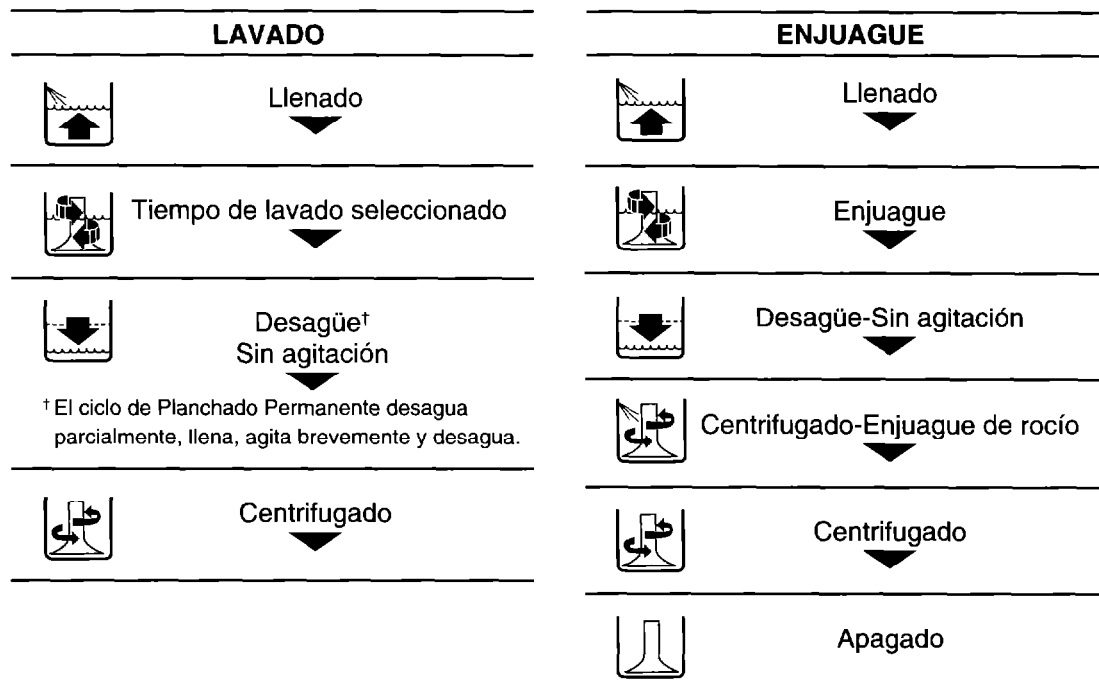 LAVADO
Llenado
Tiempo de lavado seleccionado
Desagüe†
Sin agitación
† El ciclo de Planchado Permanente desagua
parcialmente, llena, agita brevemente y desagua.
Centrifugado
ENJUAGUE
Llenado
Enjuague
Desagüe-Sin agitación
Centrifugado-Enjuague de rocío
Centrifugado
Apagado